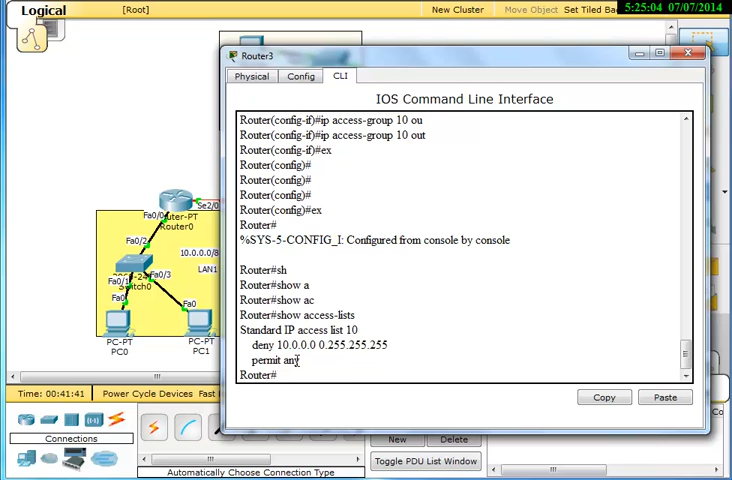 Logical
[Root]
New Cluster
Move Object
Set Tiled Ba
5:25:04 07/07/2014
Router3
Physical
Config
CLI
IOS Command Line Interface
Router(config-if)#ip access-group 10 ou
Router(config-if)#ip access-group 10 out
Router(config-if)#ex
Router(config)#
Router(config)#
Router(config)#
Router(config)#ex
Router#
%SYS-5-CONFIG_I: Configured from console by console
Router#sh
Router#show a
Router#show ac
Router#show access-lists
Standard IP access list 10
deny 10.0.0.0 0.255.255.255
permit any
Router#
Copy
Paste
Se2/0
Fa0/0
uter-PT
Router0
Fa0/2
10.0.0.0/8
LAN1
Fa0/1
Fa0/3
Switch0
Fa0
Fa0
PC-PT
PC0
PC-PT
PC1
Time: 00:41:41
Power Cycle Devices
Fast
Connections
Automatically Choose Connection Type
New
Delete
Toggle PDU List Window
Co